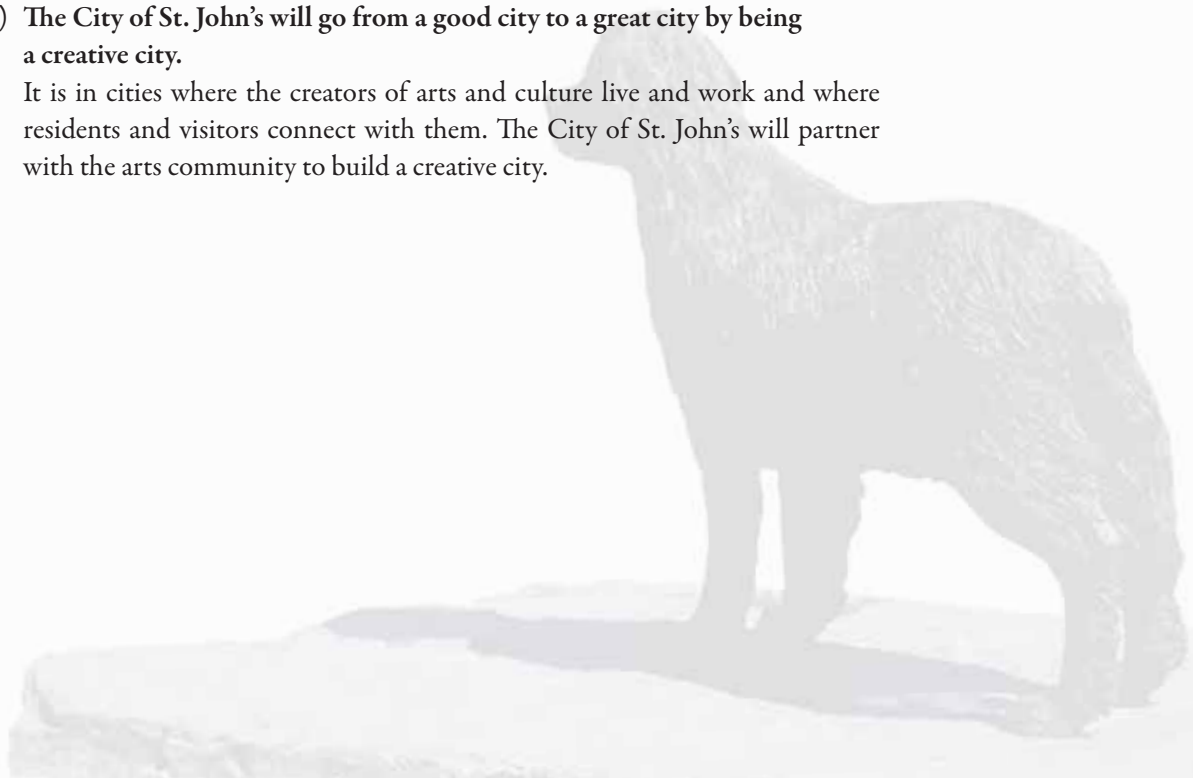 ) The City of St. John’s will go from a good city to a great city by being
a creative city.
It is in cities where the creators of arts and culture live and work and where
residents and visitors connect with them. The City of St. John’s will partner
with the arts community to build a creative city.